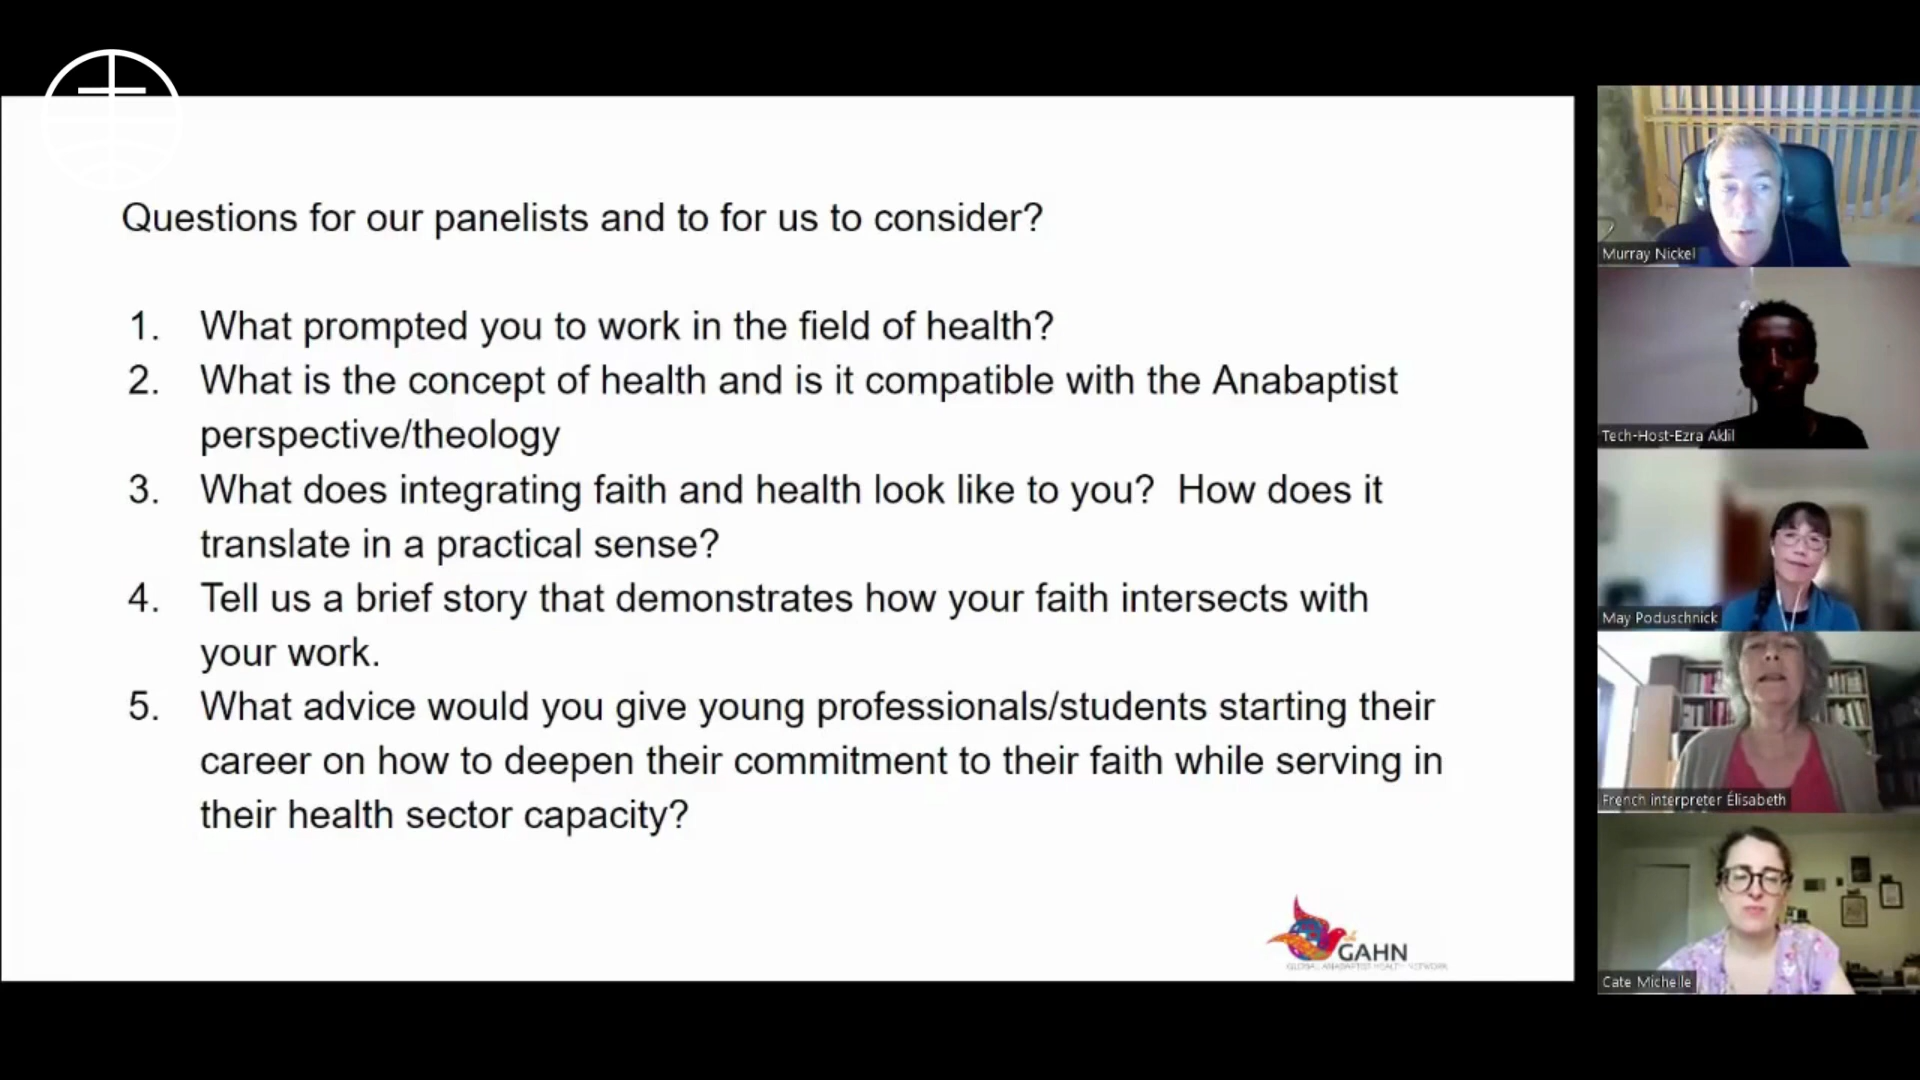 Questions for our panelists and to for us to consider?
1. What prompted you to work in the field of health?
2. What is the concept of health and is it compatible with the Anabaptist
perspective/theology
3. What does integrating faith and health look like to you? How does it
translate in a practical sense?
4. Tell us a brief story that demonstrates how your faith intersects with
your work.
5. What advice would you give young professionals/students starting their
career on how to deepen their commitment to their faith while serving in
their health sector capacity?
GAHN
GLOBAL ANABAPTIST HEALTH NETWORK
Murray Nickel
Tech-Host-Ezra Aklil
May Poduschnick
French interpreter Élisabeth
Cate Michelle